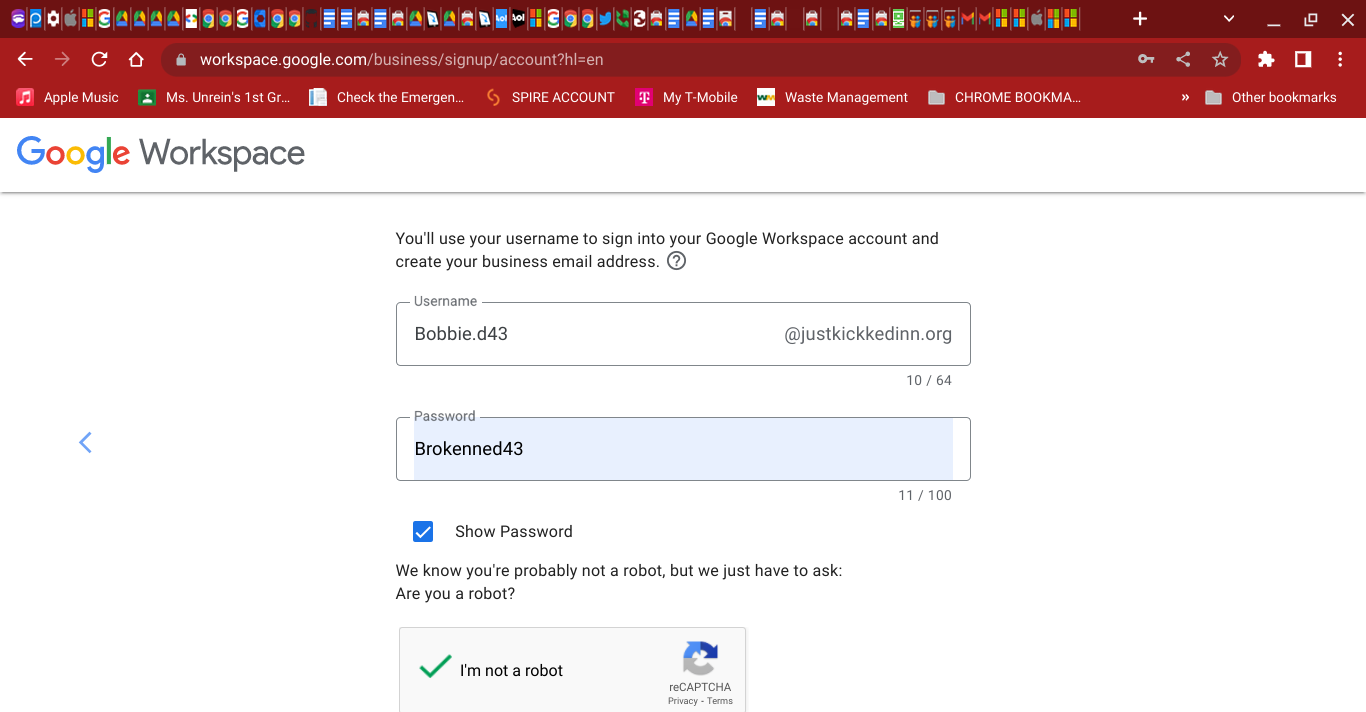 workspace.google.com/business/signup/account?hl=en
Apple Music Ms. Unrein's 1st Gr... Check the Emergen... SPIRE ACCOUNT My T-Mobile Waste Management CHROME BOOKMA... » Other bookmarks
Google Workspace
You'll use your username to sign into your Google Workspace account and
create your business email address. ?
Username
Bobbie.d43 @justkickkedinn.org
10 / 64
Password
Brokenned43
11 / 100
Show Password
We know you're probably not a robot, but we just have to ask:
Are you a robot?
I'm not a robot
reCAPTCHA
Privacy - Terms